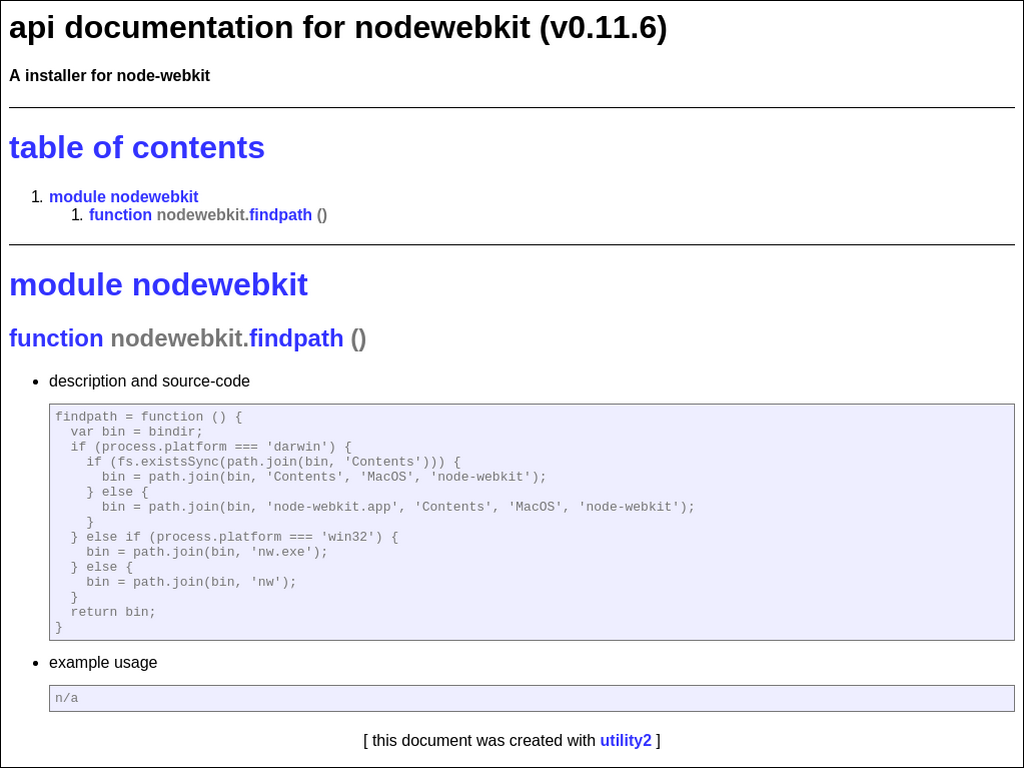 api documentation for nodewebkit (v0.11.6)
A installer for node-webkit
table of contents
1. module nodewebkit
1. function nodewebkit.findpath ()
module nodewebkit
function nodewebkit.findpath ()
• description and source-code
findpath = function () {
  var bin = bindir;
  if (process.platform === 'darwin') {
    if (fs.existsSync(path.join(bin, 'Contents'))) {
      bin = path.join(bin, 'Contents', 'MacOS', 'node-webkit');
    } else {
      bin = path.join(bin, 'node-webkit.app', 'Contents', 'MacOS', 'node-webkit');
    }
  } else if (process.platform === 'win32') {
    bin = path.join(bin, 'nw.exe');
  } else {
    bin = path.join(bin, 'nw');
  }
  return bin;
}
• example usage
n/a
[ this document was created with utility2 ]